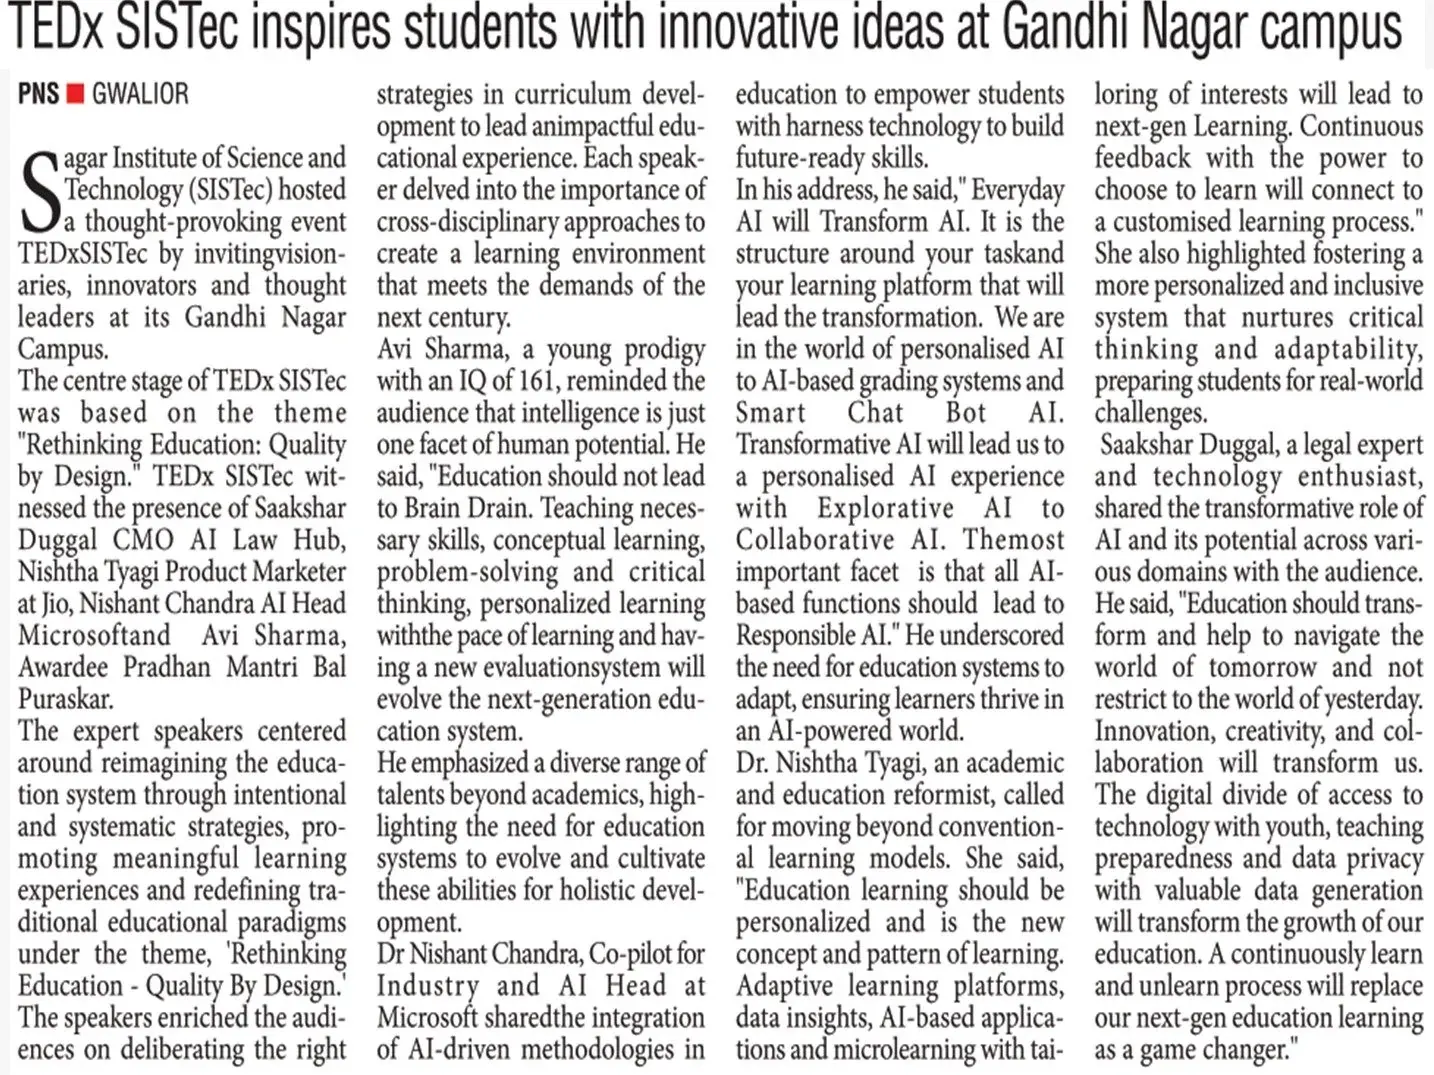 TEDx SISTec inspires students with innovative ideas at Gandhi Nagar campus
PNS ■ GWALIOR
Sagar Institute of Science and
Technology (SISTec) hosted
a thought-provoking event
TEDxSISTec by invitingvision-
aries, innovators and thought
leaders at its Gandhi Nagar
Campus.
The centre stage of TEDx SISTec
was based on the theme
"Rethinking Education: Quality
by Design." TEDx SISTec wit-
nessed the presence of Saakshar
Duggal CMO AI Law Hub,
Nishtha Tyagi Product Marketer
at Jio, Nishant Chandra AI Head
Microsoftand Avi Sharma,
Awardee Pradhan Mantri Bal
Puraskar.
The expert speakers centered
around reimagining the educa-
tion system through intentional
and systematic strategies, pro-
moting meaningful learning
experiences and redefining tra-
ditional educational paradigms
under the theme, 'Rethinking
Education - Quality By Design.'
The speakers enriched the audi-
ences on deliberating the right
strategies in curriculum devel-
opment to lead animpactful edu-
cational experience. Each speak-
er delved into the importance of
cross-disciplinary approaches to
create a learning environment
that meets the demands of the
next century.
Avi Sharma, a young prodigy
with an IQ of 161, reminded the
audience that intelligence is just
one facet of human potential. He
said, "Education should not lead
to Brain Drain. Teaching neces-
sary skills, conceptual learning,
problem-solving and critical
thinking, personalized learning
withthe pace of learning and hav-
ing a new evaluationsystem will
evolve the next-generation edu-
cation system.
He emphasized a diverse range of
talents beyond academics, high-
lighting the need for education
systems to evolve and cultivate
these abilities for holistic devel-
opment.
Dr Nishant Chandra, Co-pilot for
Industry and AI Head at
Microsoft sharedthe integration
of AI-driven methodologies in
education to empower students
with harness technology to build
future-ready skills.
In his address, he said," Everyday
AI will Transform AI. It is the
structure around your taskand
your learning platform that will
lead the transformation. We are
in the world of personalised AI
to AI-based grading systems and
Smart Chat Bot AI.
Transformative AI will lead us to
a personalised AI experience
with Explorative AI to
Collaborative AI. Themost
important facet is that all AI-
based functions should lead to
Responsible AI." He underscored
the need for education systems to
adapt, ensuring learners thrive in
an AI-powered world.
Dr. Nishtha Tyagi, an academic
and education reformist, called
for moving beyond convention-
al learning models. She said,
"Education learning should be
personalized and is the new
concept and pattern of learning.
Adaptive learning platforms,
data insights, AI-based applica-
tions and microlearning with tai-
loring of interests will lead to
next-gen Learning. Continuous
feedback with the power to
choose to learn will connect to
a customised learning process."
She also highlighted fostering a
more personalized and inclusive
system that nurtures critical
thinking and adaptability,
preparing students for real-world
challenges.
Saakshar Duggal, a legal expert
and technology enthusiast,
shared the transformative role of
AI and its potential across vari-
ous domains with the audience.
He said, "Education should trans-
form and help to navigate the
world of tomorrow and not
restrict to the world of yesterday.
Innovation, creativity, and col-
laboration will transform us.
The digital divide of access to
technology with youth, teaching
preparedness and data privacy
with valuable data generation
will transform the growth of our
education. A continuously learn
and unlearn process will replace
our next-gen education learning
as a game changer."